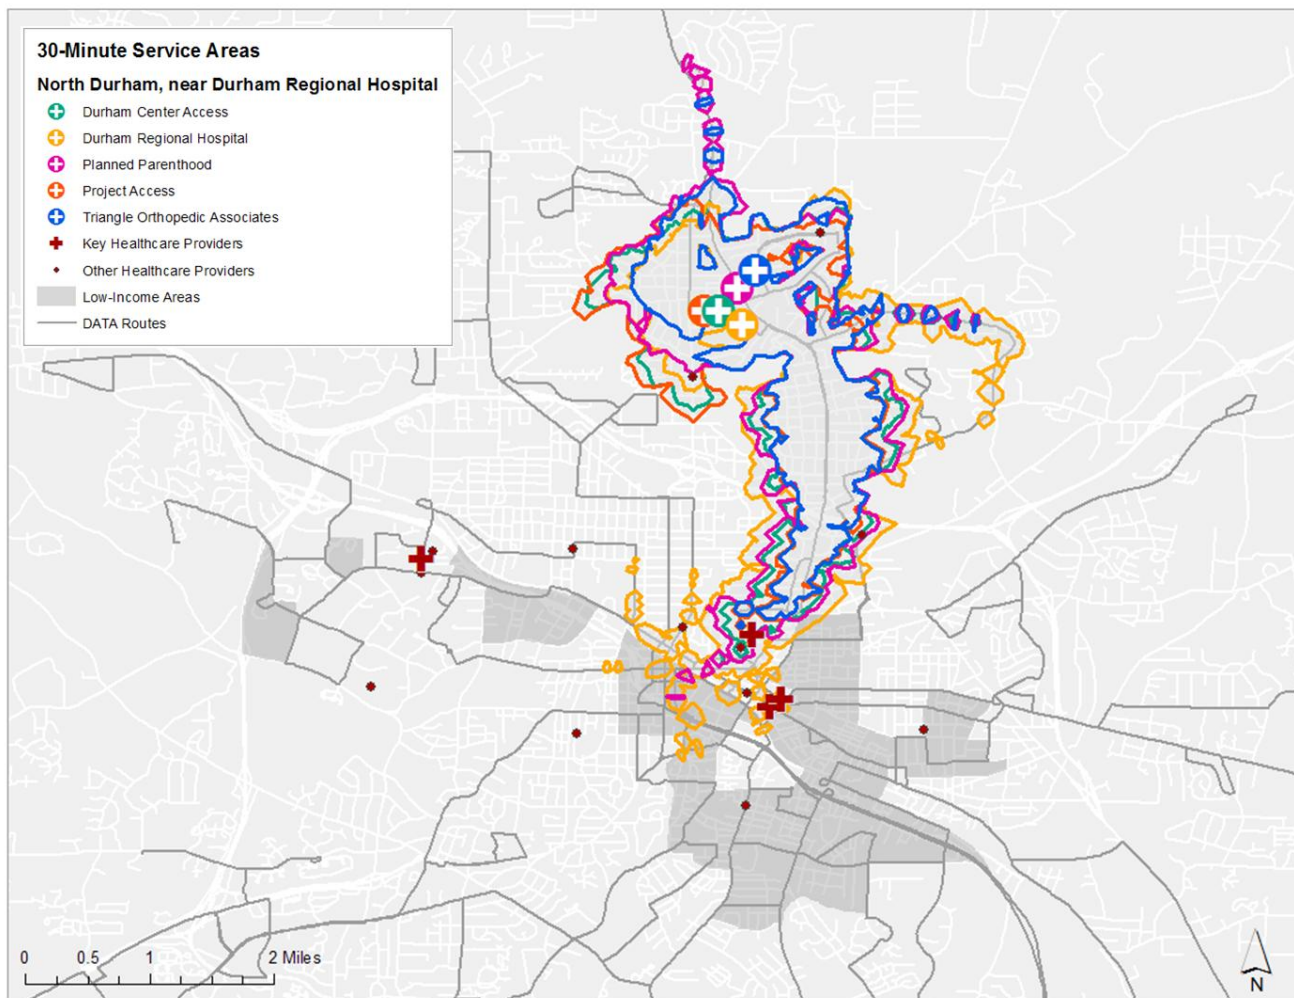 30-Minute Service Areas
North Durham, near Durham Regional Hospital
Durham Center Access
Durham Regional Hospital
Planned Parenthood
Project Access
Triangle Orthopedic Associates
Key Healthcare Providers
Other Healthcare Providers
Low-Income Areas
DATA Routes
0 0.5 1 2 Miles
N